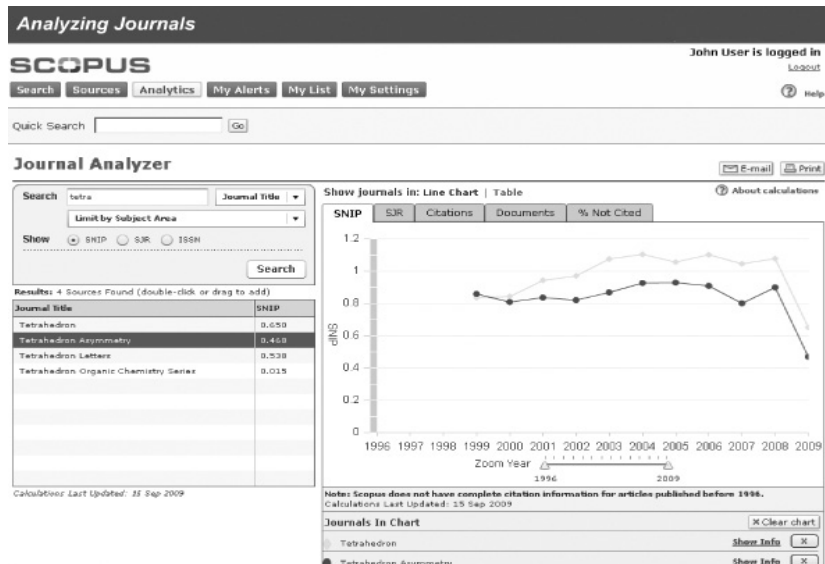 Analyzing Journals
SCOPUS
John User is logged in
Logout
Search Sources Analytics My Alerts My List My Settings
Help
Quick Search Go
Journal Analyzer
E-mail Print
Search tetra Journal Title
Limit by Subject Area
Show SNIP SJR ISSN
Search
Results: 4 Sources Found (double-click or drag to add)
Journal Title SNIP
Tetrahedron 0.650
Tetrahedron Asymmetry 0.468
Tetrahedron Letters 0.538
Tetrahedron Organic Chemistry Series 0.015
Calculations Last Updated: 15 Sep 2009
Show journals in: Line Chart | Table
About calculations
SNIP SJR Citations Documents % Not Cited
1.2
1
0.8
0.6
0.4
0.2
0
SNIP
1996 1997 1998 1999 2000 2001 2002 2003 2004 2005 2006 2007 2008 2009
Zoom Year
1996 2009
Note: Scopus does not have complete citation information for articles published before 1996.
Calculations Last Updated: 15 Sep 2009
Journals In Chart × Clear chart
Tetrahedron Show Info ×
Tetrahedron Asymmetry Show Info ×